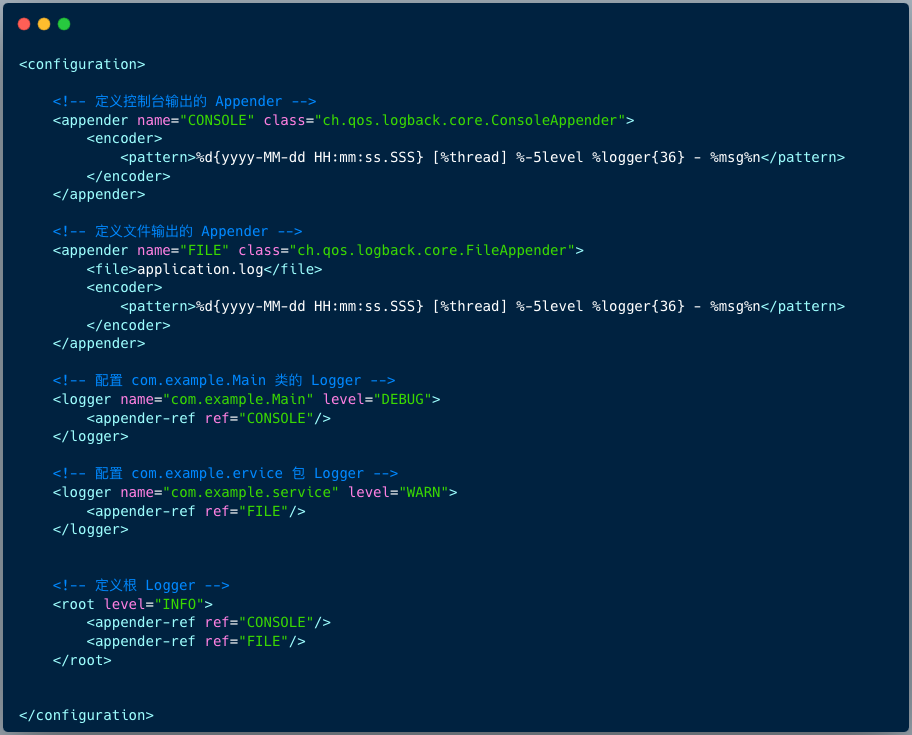 <configuration>
    <!-- 定义控制台输出的 Appender -->
    <appender name="CONSOLE" class="ch.qos.logback.core.ConsoleAppender">
        <encoder>
            <pattern>%d{yyyy-MM-dd HH:mm:ss.SSS} [%thread] %-5level %logger{36} - %msg%n</pattern>
        </encoder>
    </appender>
    <!-- 定义文件输出的 Appender -->
    <appender name="FILE" class="ch.qos.logback.core.FileAppender">
        <file>application.log</file>
        <encoder>
            <pattern>%d{yyyy-MM-dd HH:mm:ss.SSS} [%thread] %-5level %logger{36} - %msg%n</pattern>
        </encoder>
    </appender>
    <!-- 配置 com.example.Main 类的 Logger -->
    <logger name="com.example.Main" level="DEBUG">
        <appender-ref ref="CONSOLE"/>
    </logger>
    <!-- 配置 com.example.ervice 包 Logger -->
    <logger name="com.example.service" level="WARN">
        <appender-ref ref="FILE"/>
    </logger>
    <!-- 定义根 Logger -->
    <root level="INFO">
        <appender-ref ref="CONSOLE"/>
        <appender-ref ref="FILE"/>
    </root>
</configuration>